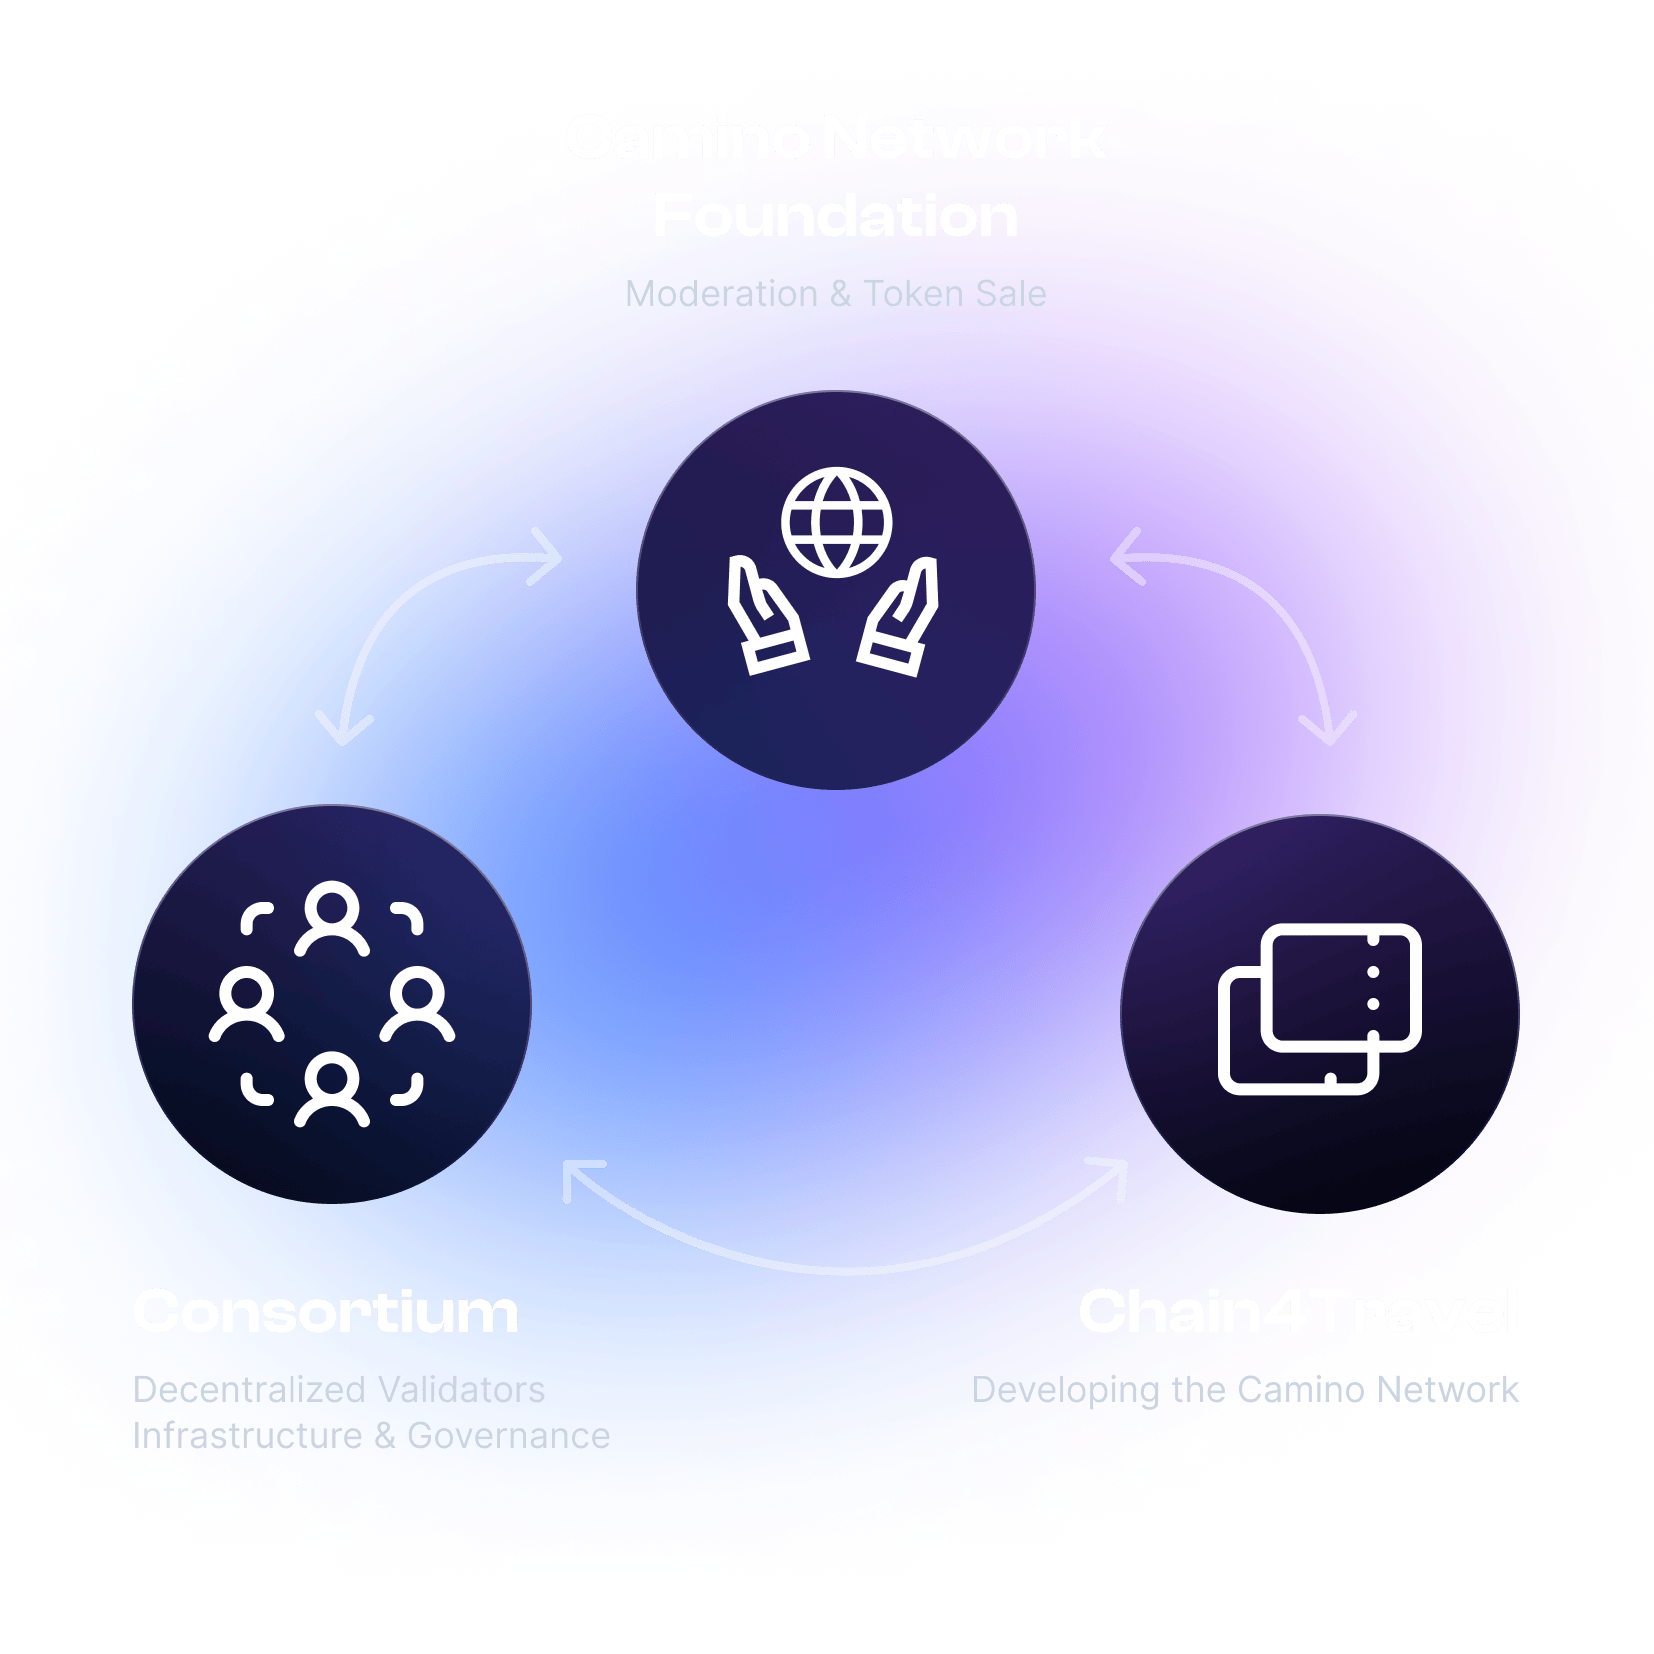 Camino Network
Foundation
Moderation & Token Sale
Consortium
Decentralized Validators
Infrastructure & Governance
Chain4Travel
Developing the Camino Network